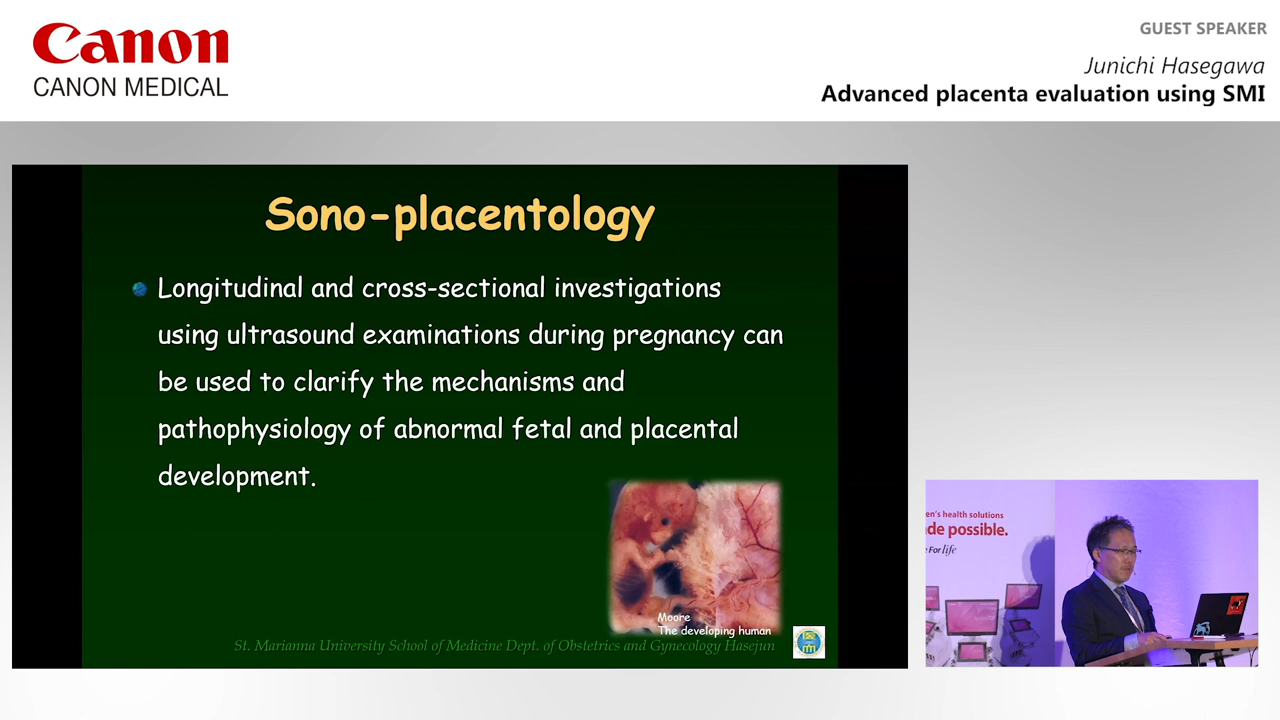 Canon
CANON MEDICAL
GUEST SPEAKER
Junichi Hasegawa
Advanced placenta evaluation using SMI
Sono-placentology
Longitudinal and cross-sectional investigations
using ultrasound examinations during pregnancy can
be used to clarify the mechanisms and
pathophysiology of abnormal fetal and placental
development.
Moore
The developing human
St. Marianna University School of Medicine Dept. of Obstetrics and Gynecology Hasejun
en's health solutions
de possible.
For life